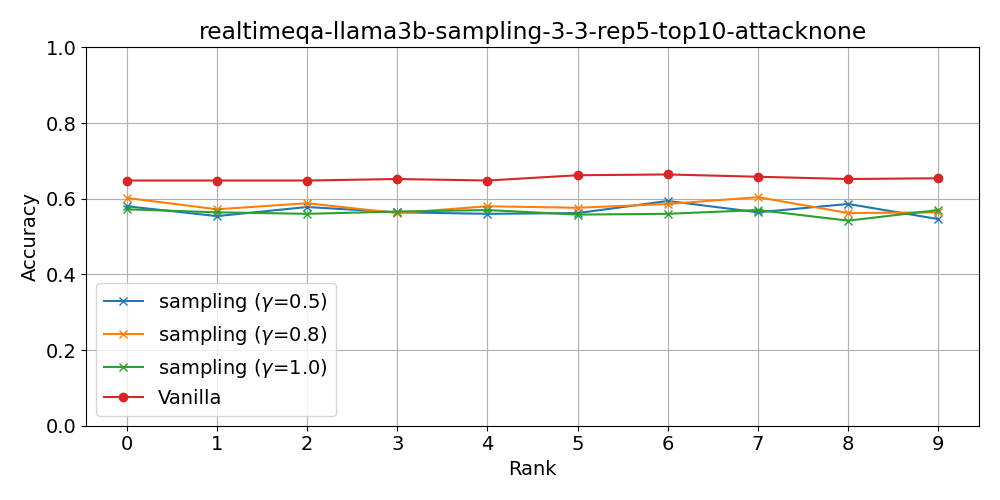 realtimeqa-llama3b-sampling-3-3-rep5-top10-attacknone
Accuracy
1.0
0.8
0.6
0.4
0.2
0.0
sampling (γ=0.5)
sampling (γ=0.8)
sampling (γ=1.0)
Vanilla
0 1 2 3 4 5 6 7 8 9
Rank